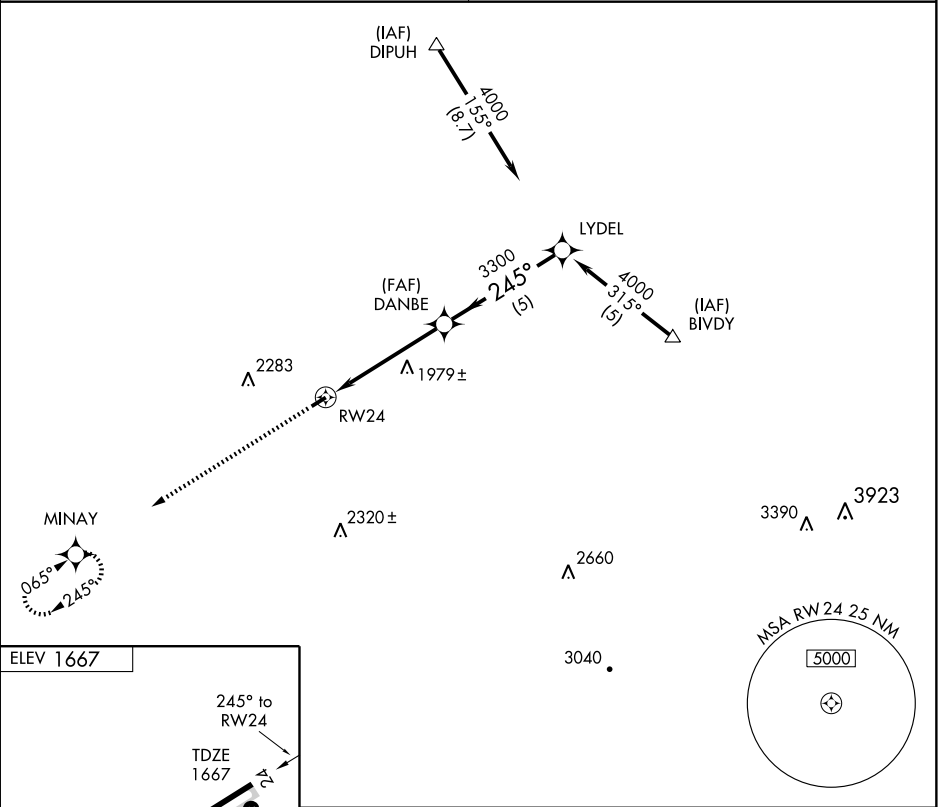 (IAF)
DIPUH
4000
155°
(8.7)
LYDEL
3300
245°
(5)
4000
315°
(5)
(IAF)
BIVDY
(FAF)
DANBE
2283
1979±
RW24
MINAY
065°
245°
2320±
3390
3923
2660
3040
MSA RW24 25 NM
5000
ELEV 1667
245° to
RW24
TDZE
1667
24